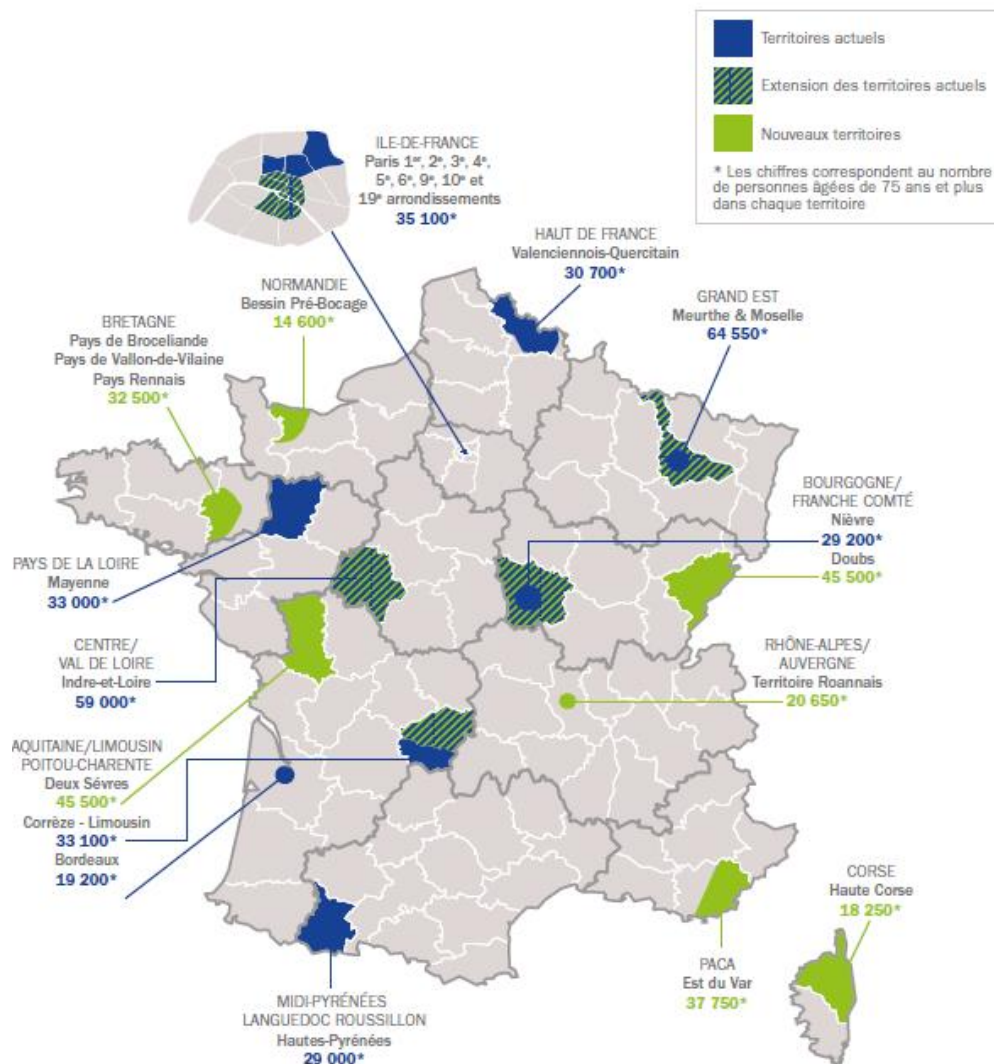 Territoires actuels
Extension des territoires actuels
Nouveaux territoires
* Les chiffres correspondent au nombre
de personnes âgées de 75 ans et plus
dans chaque territoire
ILE-DE-FRANCE
Paris 1er, 2e, 3e, 4e,
5e, 6e, 9e, 10e et
19e arrondissements
35 100*
HAUT DE FRANCE
Valenciennois-Quercitain
30 700*
NORMANDIE
Bessin Pré-Bocage
14 600*
GRAND EST
Meurthe & Moselle
64 550*
BRETAGNE
Pays de Broceliande
Pays de Vallon-de-Vilaine
Pays Rennais
32 500*
BOURGOGNE/
FRANCHE COMTÉ
Nièvre
29 200*
Doubs
45 500*
PAYS DE LA LOIRE
Mayenne
33 000*
CENTRE/
VAL DE LOIRE
Indre-et-Loire
59 000*
RHÔNE-ALPES/
AUVERGNE
Territoire Roannais
20 650*
AQUITAINE/LIMOUSIN
POITOU-CHARENTE
Deux Sévres
45 500*
Corrèze - Limousin
33 100*
Bordeaux
19 200*
CORSE
Haute Corse
18 250*
PACA
Est du Var
37 750*
MIDI-PYRÉNÉES
LANGUEDOC ROUSSILLON
Hautes-Pyrénées
29 000*